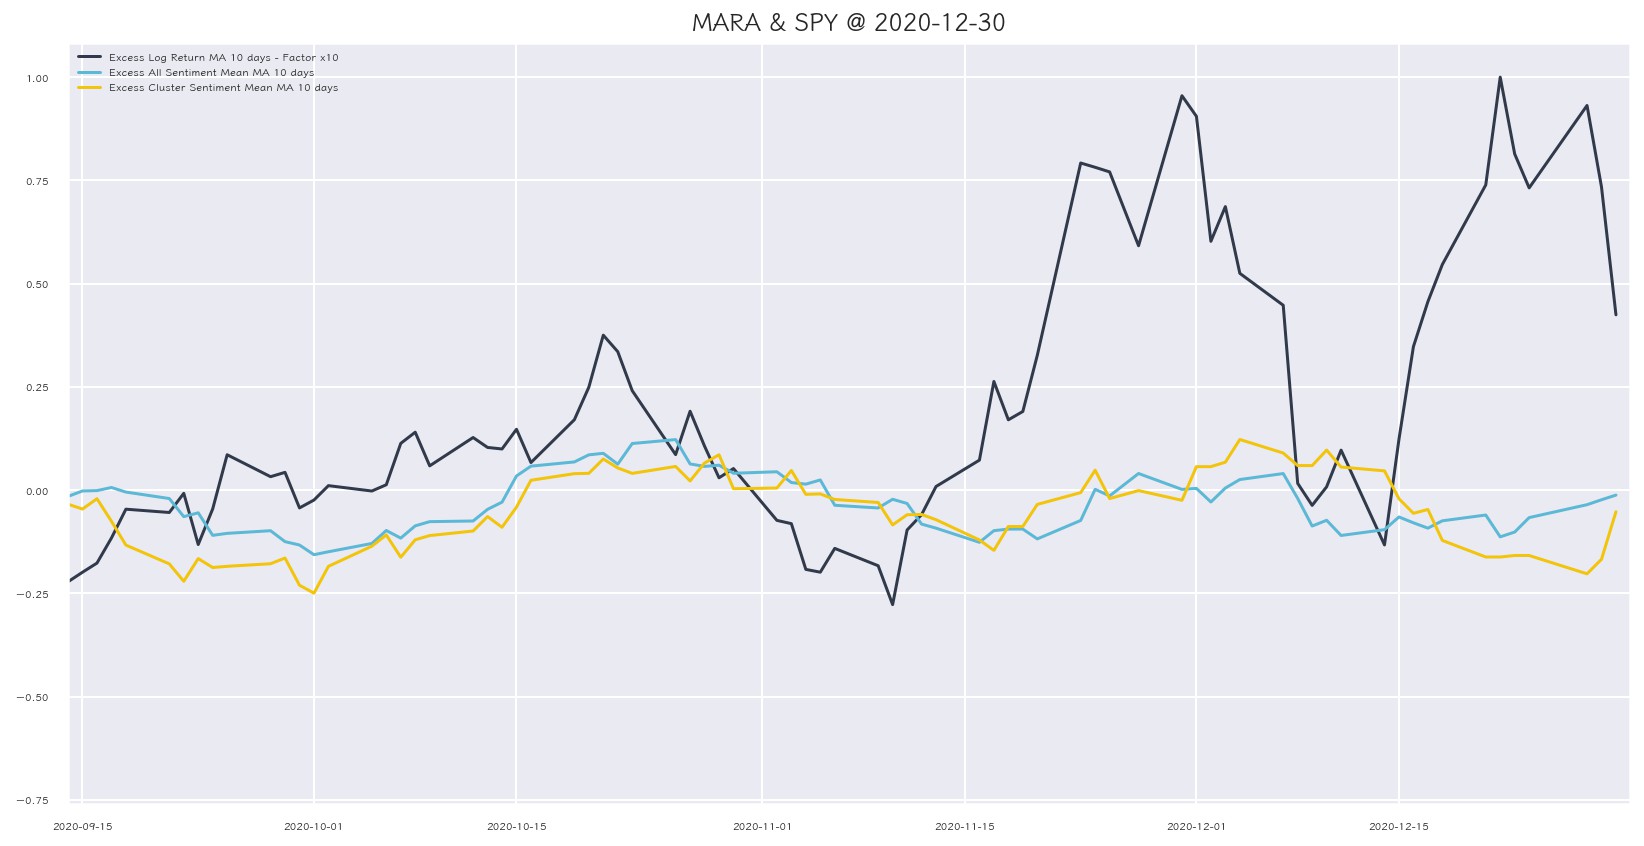 MARA & SPY @ 2020-12-30
Excess Log Return MA 10 days - Factor x10
Excess All Sentiment Mean MA 10 days
Excess Cluster Sentiment Mean MA 10 days
1.00
0.75
0.50
0.25
0.00
−0.25
−0.50
−0.75
2020-09-15 2020-10-01 2020-10-15 2020-11-01 2020-11-15 2020-12-01 2020-12-15